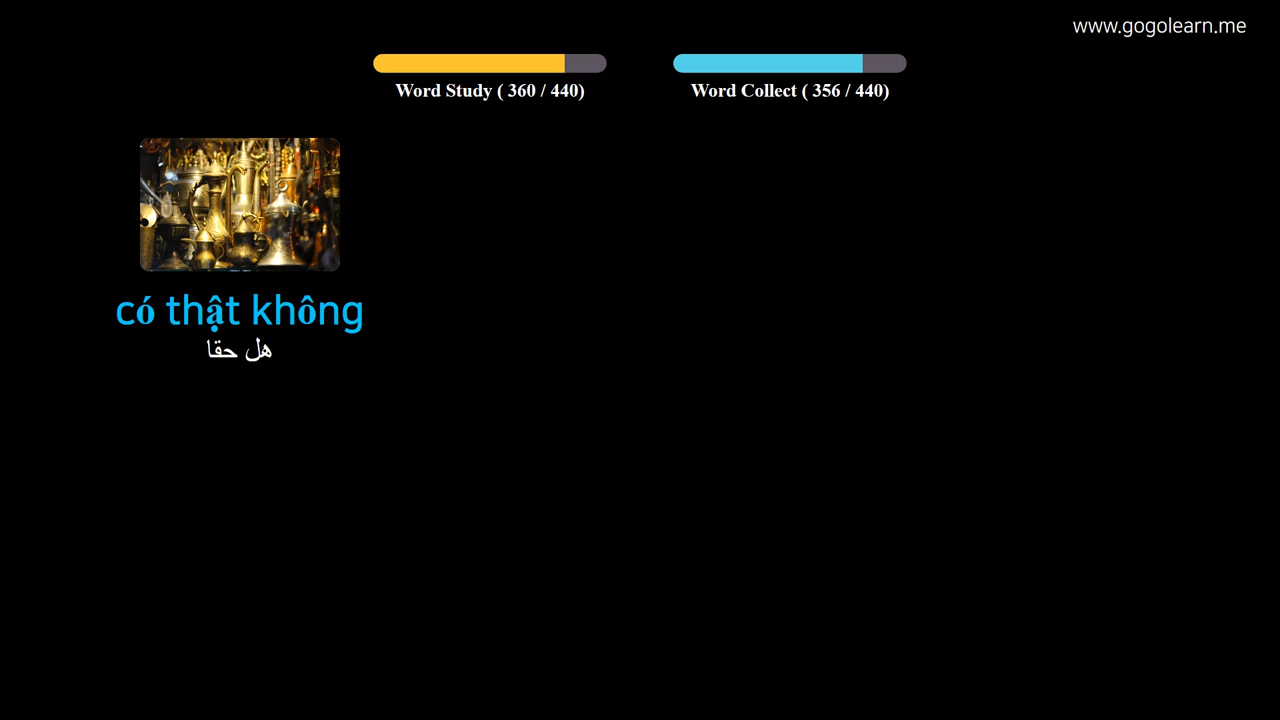 www.gogolearn.me
Word Study ( 360 / 440)
Word Collect ( 356 / 440)
có thật không
هل حقا